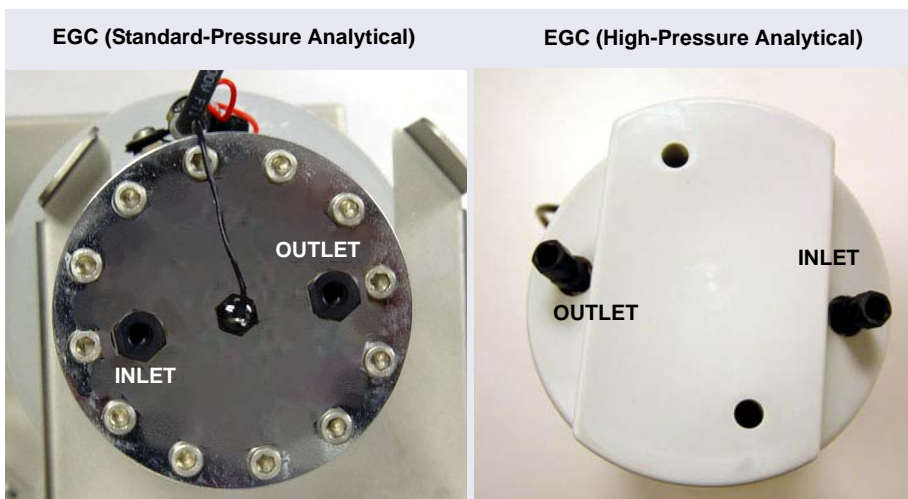 EGC (Standard-Pressure Analytical)
EGC (High-Pressure Analytical)
OUTLET
INLET
INLET
OUTLET